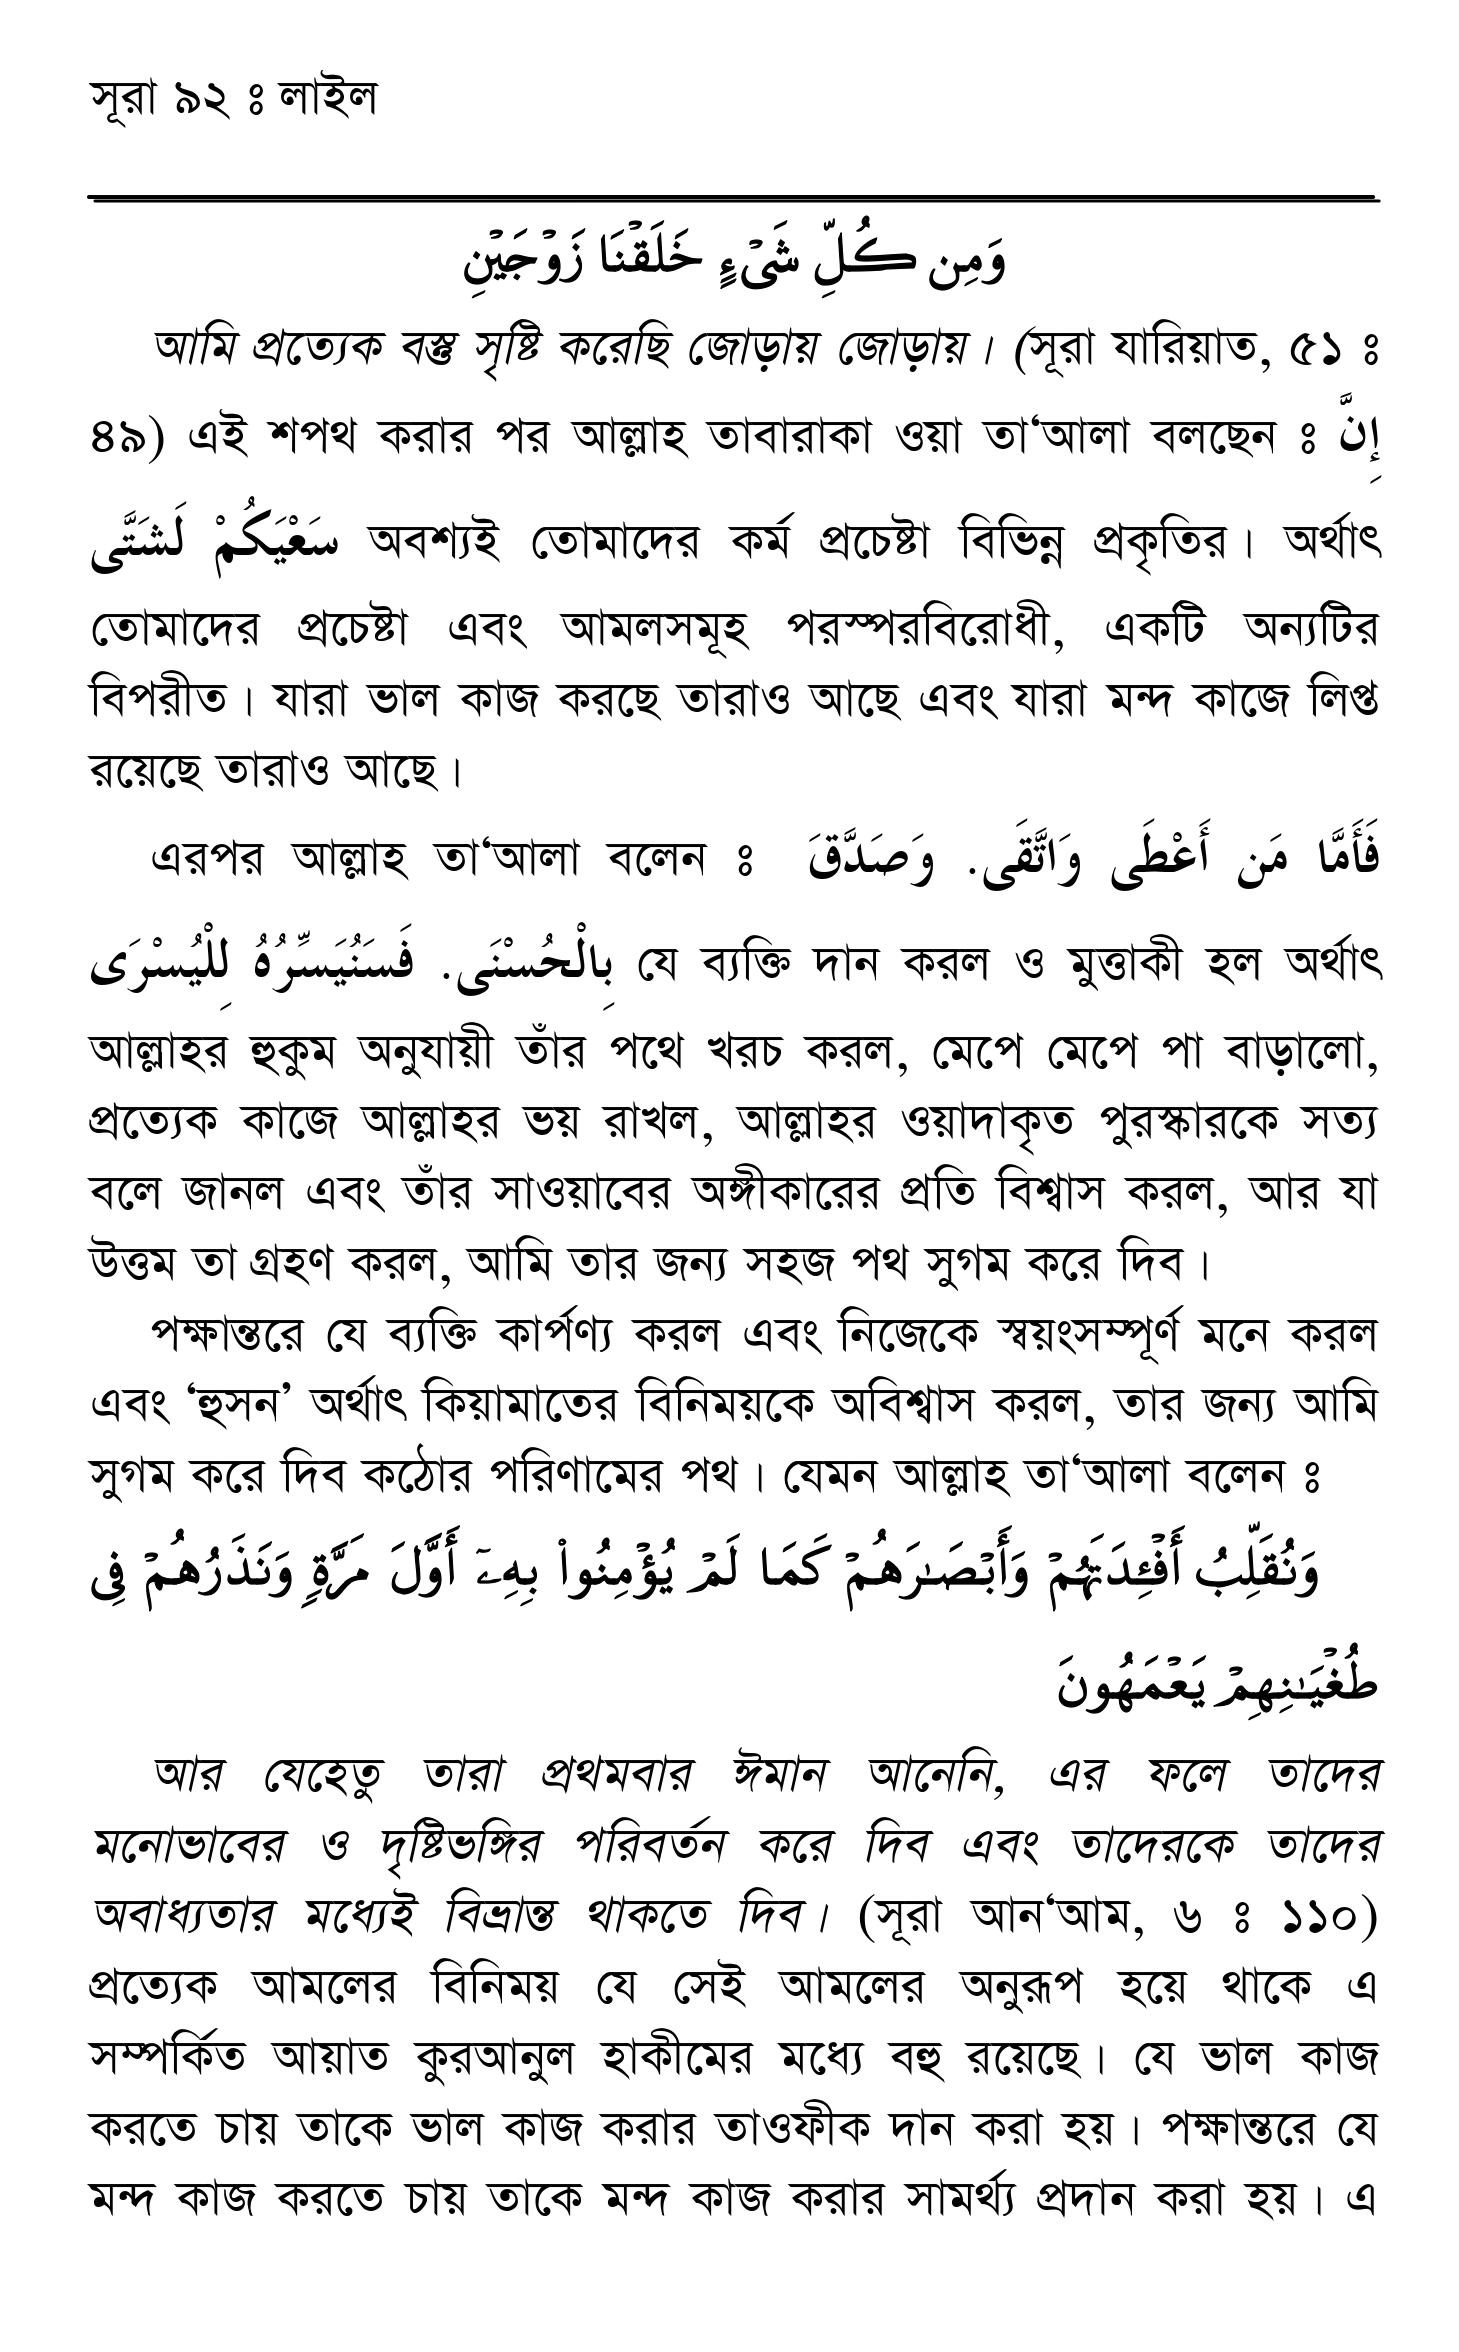 সূরা ৯২ ঃ লাইল
وَمِن كُلِّ شَىْءٍ خَلَقْنَا زَوْجَيْنِ
আমি প্রত্যেক বস্তু সৃষ্টি করেছি জোড়ায় জোড়ায়। (সূরা যারিয়াত, ৫১ ঃ
৪৯) এই শপথ করার পর আল্লাহ তাবারাকা ওয়া তা‘আলা বলছেন ঃ إِنَّ
سَعْيَكُمْ لَشَتَّى অবশ্যই তোমাদের কর্ম প্রচেষ্টা বিভিন্ন প্রকৃতির। অর্থাৎ
তোমাদের প্রচেষ্টা এবং আমলসমূহ পরস্পরবিরোধী, একটি অন্যটির
বিপরীত। যারা ভাল কাজ করছে তারাও আছে এবং যারা মন্দ কাজে লিপ্ত
রয়েছে তারাও আছে।
এরপর আল্লাহ তা‘আলা বলেন ঃ فَأَمَّا مَن أَعْطَى وَاتَّقَى. وَصَدَّقَ
بِالْحُسْنَى. فَسَنُيَسِّرُهُ لِلْيُسْرَى যে ব্যক্তি দান করল ও মুত্তাকী হল অর্থাৎ
আল্লাহর হুকুম অনুযায়ী তাঁর পথে খরচ করল, মেপে মেপে পা বাড়ালো,
প্রত্যেক কাজে আল্লাহর ভয় রাখল, আল্লাহর ওয়াদাকৃত পুরস্কারকে সত্য
বলে জানল এবং তাঁর সাওয়াবের অঙ্গীকারের প্রতি বিশ্বাস করল, আর যা
উত্তম তা গ্রহণ করল, আমি তার জন্য সহজ পথ সুগম করে দিব।
পক্ষান্তরে যে ব্যক্তি কার্পণ্য করল এবং নিজেকে স্বয়ংসম্পূর্ণ মনে করল
এবং ‘হুসন’ অর্থাৎ কিয়ামাতের বিনিময়কে অবিশ্বাস করল, তার জন্য আমি
সুগম করে দিব কঠোর পরিণামের পথ। যেমন আল্লাহ তা‘আলা বলেন ঃ
وَنُقَلِّبُ أَفْـِٔدَتَهُمْ وَأَبْصَـٰرَهُمْ كَمَا لَمْ يُؤْمِنُوا۟ بِهِۦٓ أَوَّلَ مَرَّةٍ وَنَذَرُهُمْ فِى
طُغْيَـٰنِهِمْ يَعْمَهُونَ
আর যেহেতু তারা প্রথমবার ঈমান আনেনি, এর ফলে তাদের
মনোভাবের ও দৃষ্টিভঙ্গির পরিবর্তন করে দিব এবং তাদেরকে তাদের
অবাধ্যতার মধ্যেই বিভ্রান্ত থাকতে দিব। (সূরা আন‘আম, ৬ ঃ ১১০)
প্রত্যেক আমলের বিনিময় যে সেই আমলের অনুরূপ হয়ে থাকে এ
সম্পর্কিত আয়াত কুরআনুল হাকীমের মধ্যে বহু রয়েছে। যে ভাল কাজ
করতে চায় তাকে ভাল কাজ করার তাওফীক দান করা হয়। পক্ষান্তরে যে
মন্দ কাজ করতে চায় তাকে মন্দ কাজ করার সামর্থ্য প্রদান করা হয়। এ